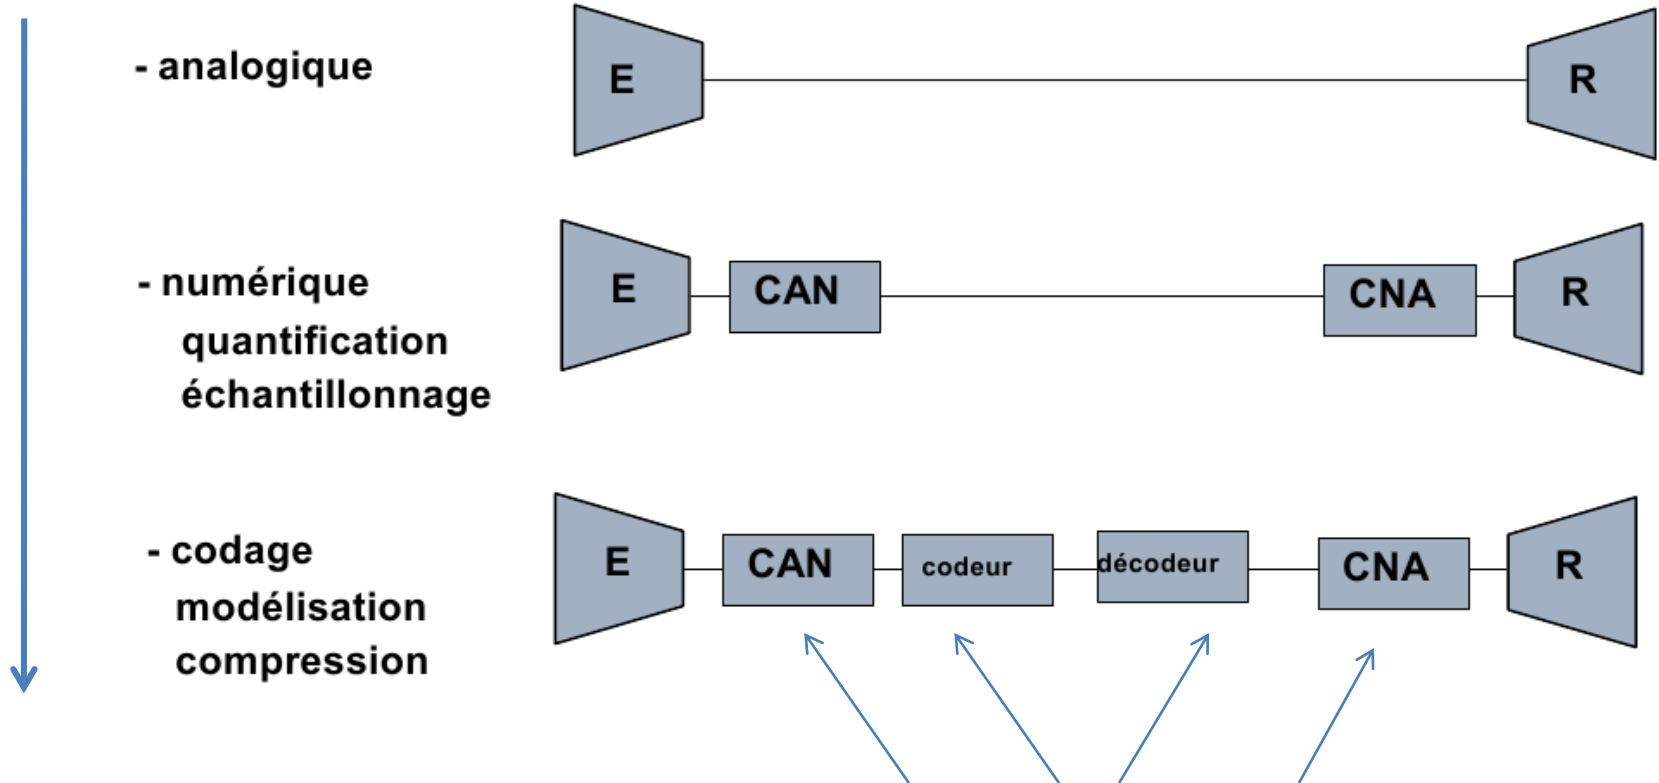 - analogique
E
R
- numérique
quantification
échantillonnage
E
CAN
CNA
R
- codage
modélisation
compression
E
CAN
codeur
décodeur
CNA
R